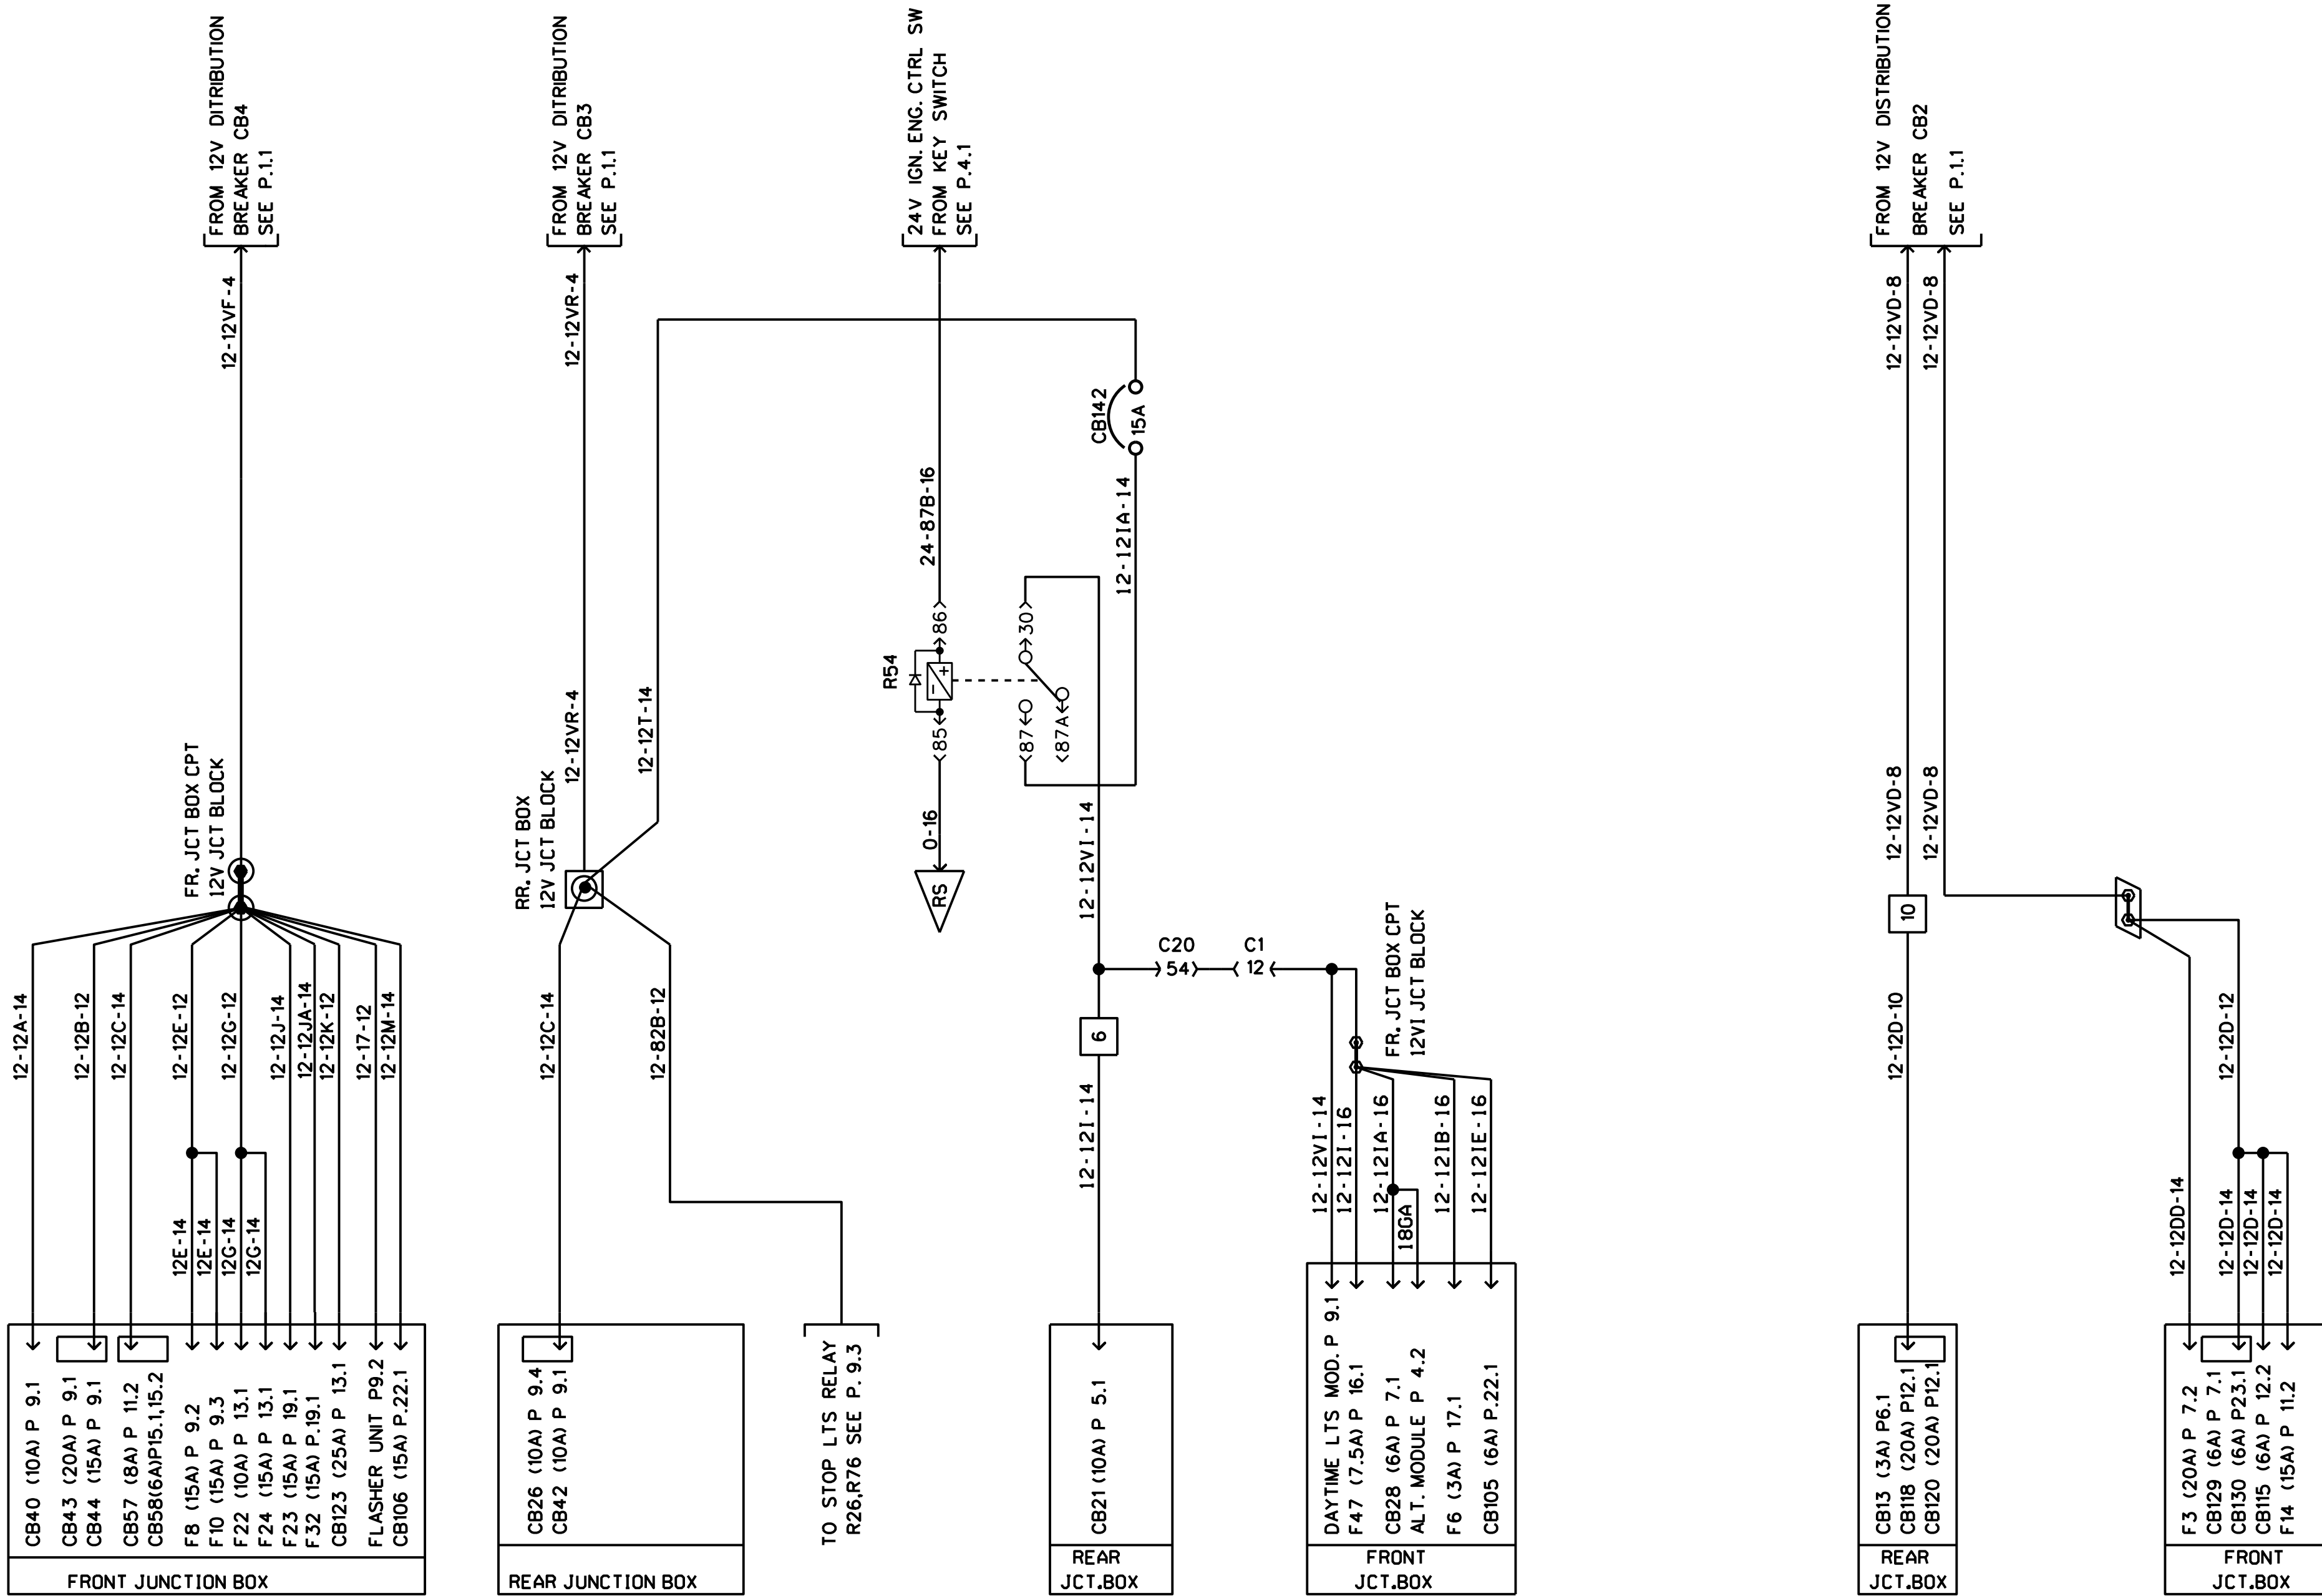 FROM 12V DITRIBUTION
BREAKER CB4
SEE P.1.1
FROM 12V DITRIBUTION
BREAKER CB3
SEE P.1.1
24V IGN. ENG. CTRL SW
FROM KEY SWITCH
SEE P.4.1
FROM 12V DISTRIBUTION
BREAKER CB2
SEE P.1.1
12-12VF-4
12-12VR-4
12-12VD-8
12-12VD-8
CB142
15A
24-87B-16
12-12IA-14
R54
86
85
30
87
87A
+
-
12-12VR-4
12-12T-14
FR. JCT BOX CPT
12V JCT BLOCK
RR. JCT BOX
12V JCT BLOCK
0-16
RS
12-12VI-14
12-12VD-8
12-12VD-8
10
C20
54
C1
12
6
FR. JCT BOX CPT
12VI JCT BLOCK
12-12A-14
12-12B-12
12-12C-14
12-12E-12
12-12G-12
12-12J-14
12-12JA-14
12-12K-12
12-17-12
12-12M-14
12-12C-14
12-82B-12
12-12I-14
12-12VI-14
12-12I-16
12-12IA-16
18GA
12-12IB-16
12-12IE-16
12-12D-10
12-12D-12
12E-14
12E-14
12G-14
12G-14
12-12DD-14
12-12D-14
12-12D-14
12-12D-14
CB40 (10A) P 9.1
CB43 (20A) P 9.1
CB44 (15A) P 9.1
CB57 (8A) P 11.2
CB58(6A)P15.1,15.2
F8 (15A) P 9.2
F10 (15A) P 9.3
F22 (10A) P 13.1
F24 (15A) P 13.1
F23 (15A) P 19.1
F32 (15A) P.19.1
CB123 (25A) P 13.1
FLASHER UNIT P9.2
CB106 (15A) P.22.1
FRONT JUNCTION BOX
CB26 (10A) P 9.4
CB42 (10A) P 9.1
REAR JUNCTION BOX
TO STOP LTS RELAY
R26,R76 SEE P. 9.3
CB21 (10A) P 5.1
REAR
JCT.BOX
DAYTIME LTS MOD. P 9.1
F47 (7.5A) P 16.1
CB28 (6A) P 7.1
ALT. MODULE P 4.2
F6 (3A) P 17.1
CB105 (6A) P.22.1
FRONT
JCT.BOX
CB13 (3A) P6.1
CB118 (20A) P12.1
CB120 (20A) P12.1
REAR
JCT.BOX
F3 (20A) P 7.2
CB129 (6A) P 7.1
CB130 (6A) P23.1
CB115 (6A) P 12.2
F14 (15A) P 11.2
FRONT
JCT.BOX